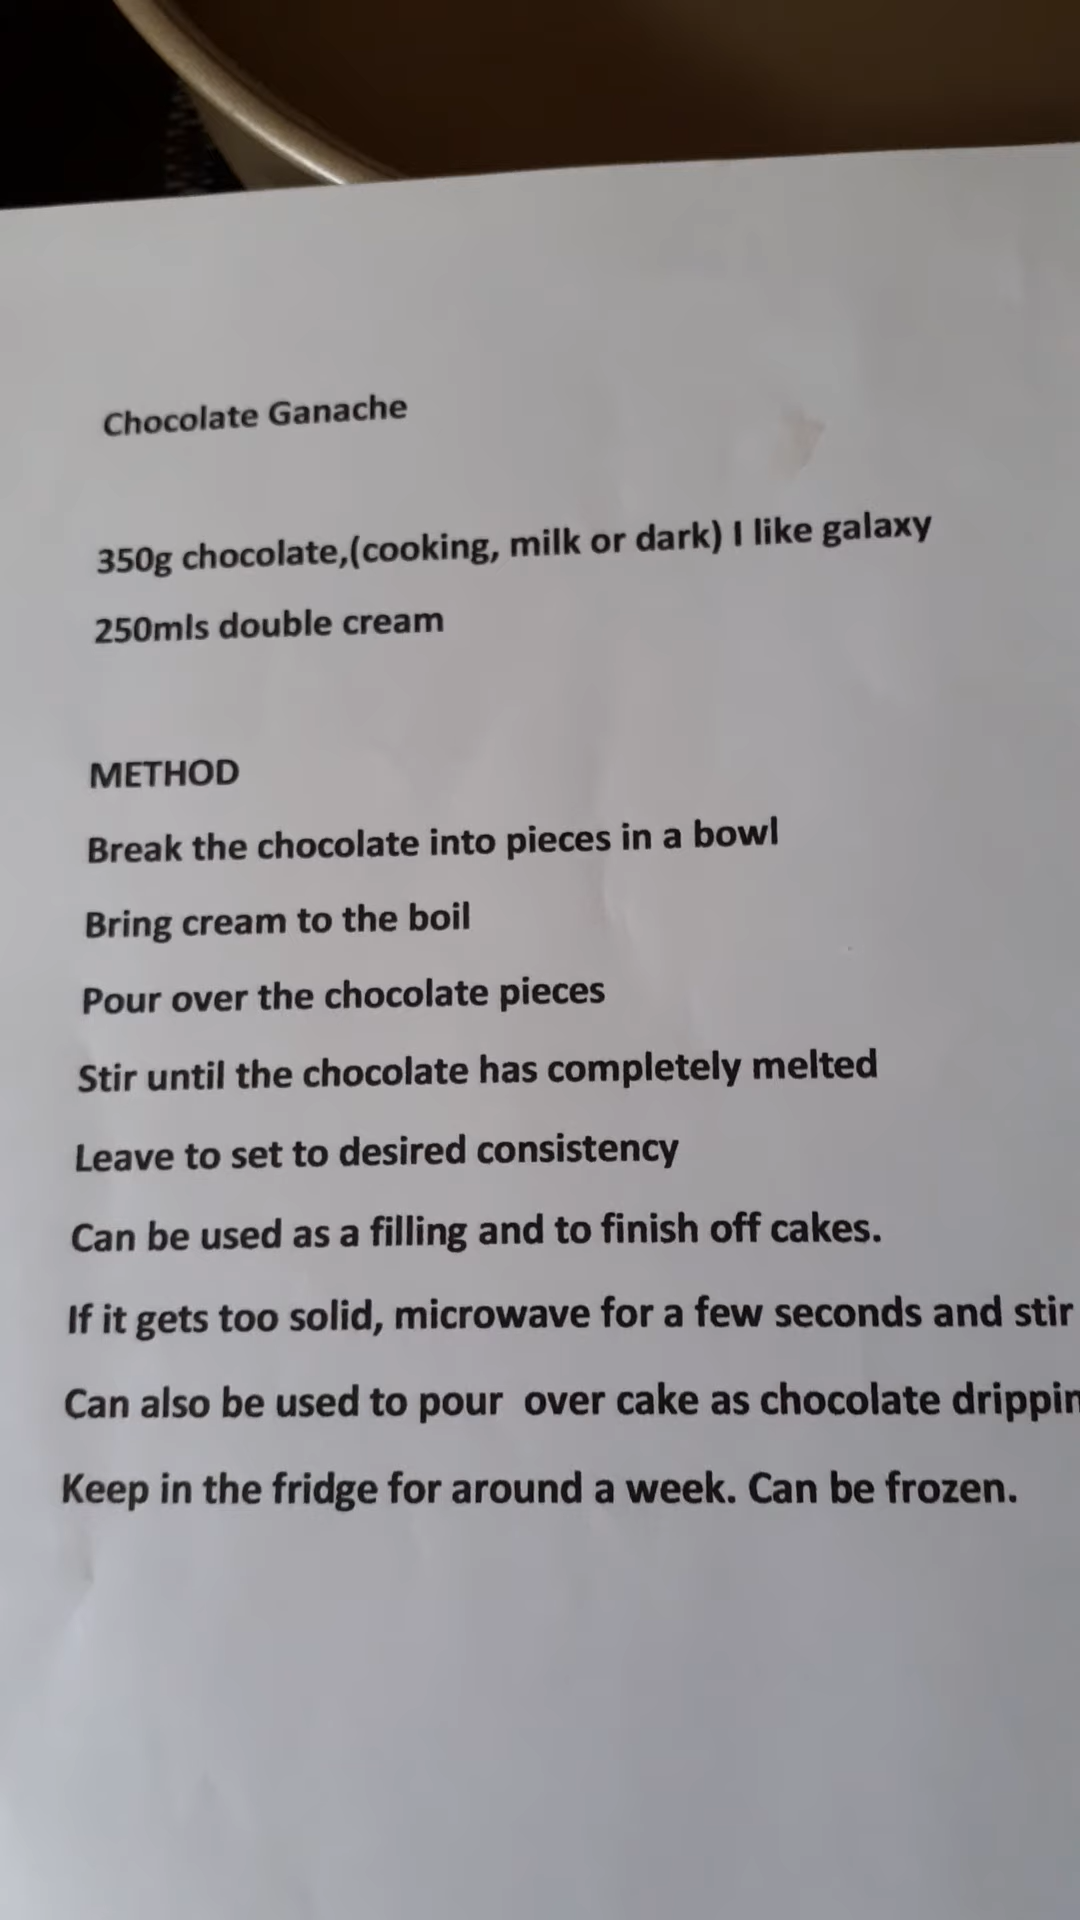 Chocolate Ganache
350g chocolate,(cooking, milk or dark) I like galaxy
250mls double cream
METHOD
Break the chocolate into pieces in a bowl
Bring cream to the boil
Pour over the chocolate pieces
Stir until the chocolate has completely melted
Leave to set to desired consistency
Can be used as a filling and to finish off cakes.
If it gets too solid, microwave for a few seconds and stir
Can also be used to pour over cake as chocolate
Keep in the fridge for around a week. Can be frozen.